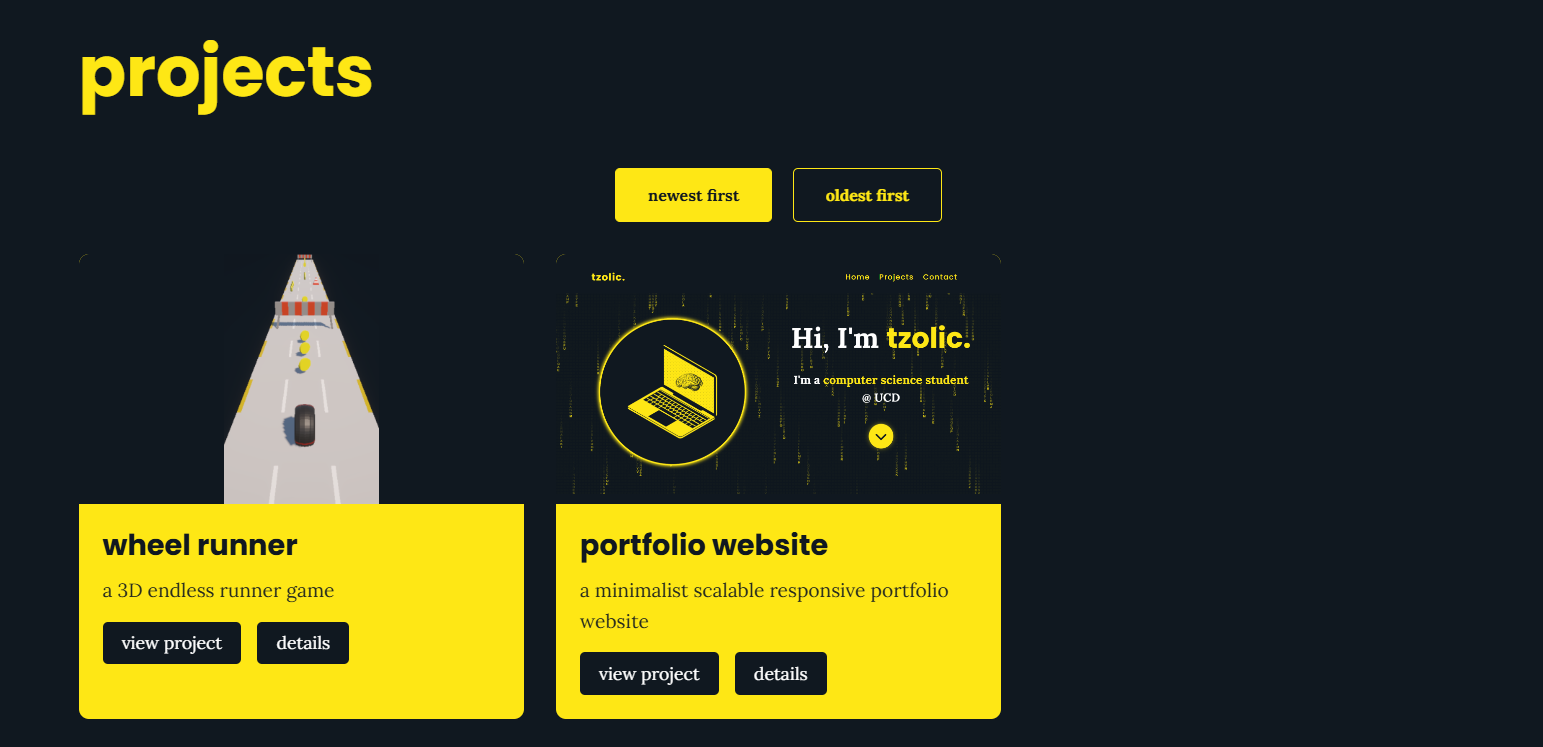 projects
newest first
oldest first
tzolic.
Home Projects Contact
Hi, I'm tzolic.
I'm a computer science student
@ UCD
wheel runner
a 3D endless runner game
view project
details
portfolio website
a minimalist scalable responsive portfolio
website
view project
details